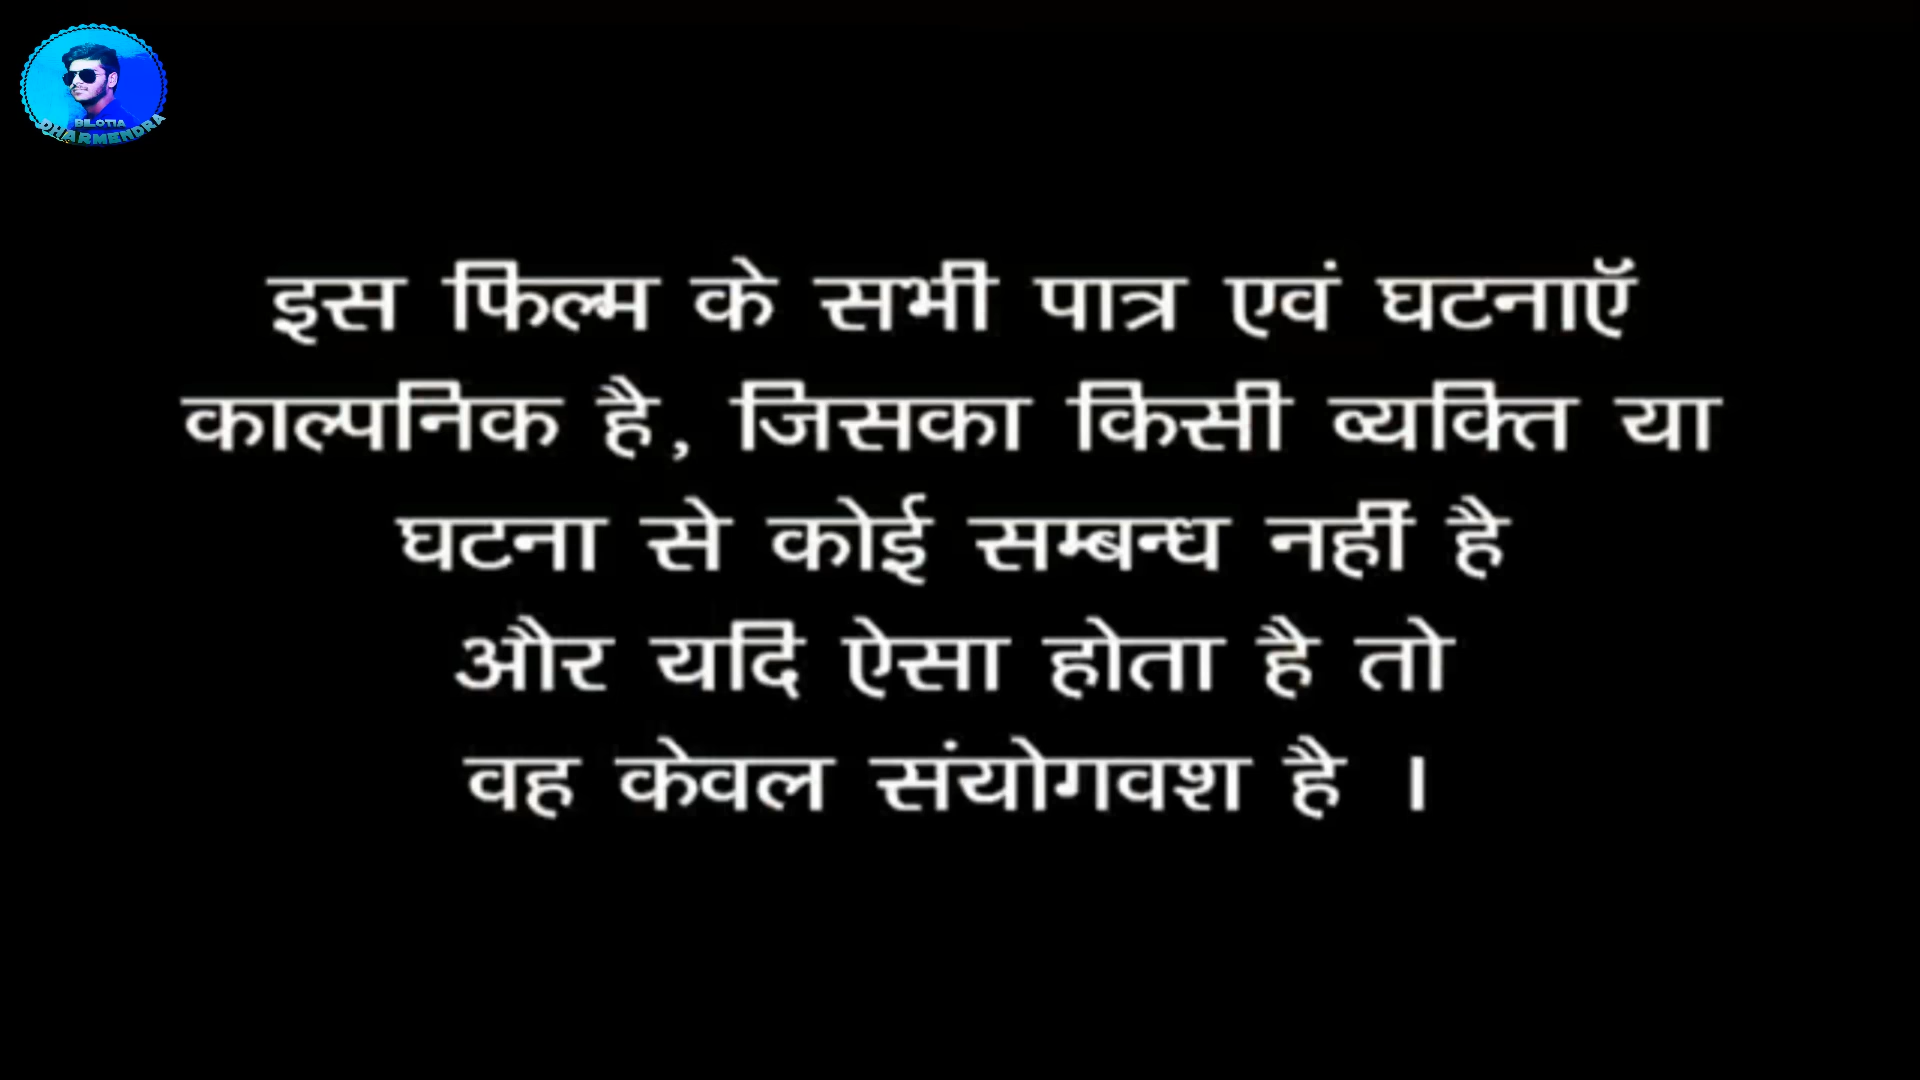 BILOTIA
DHARMENDRA
इस फिल्म के सभी पात्र एवं घटनाऍ
काल्पनिक है, जिसका किसी व्यक्ति या
घटना से कोई सम्बन्ध नहीं है
और यदि ऐसा होता है तो
वह केवल संयोगवश है ।